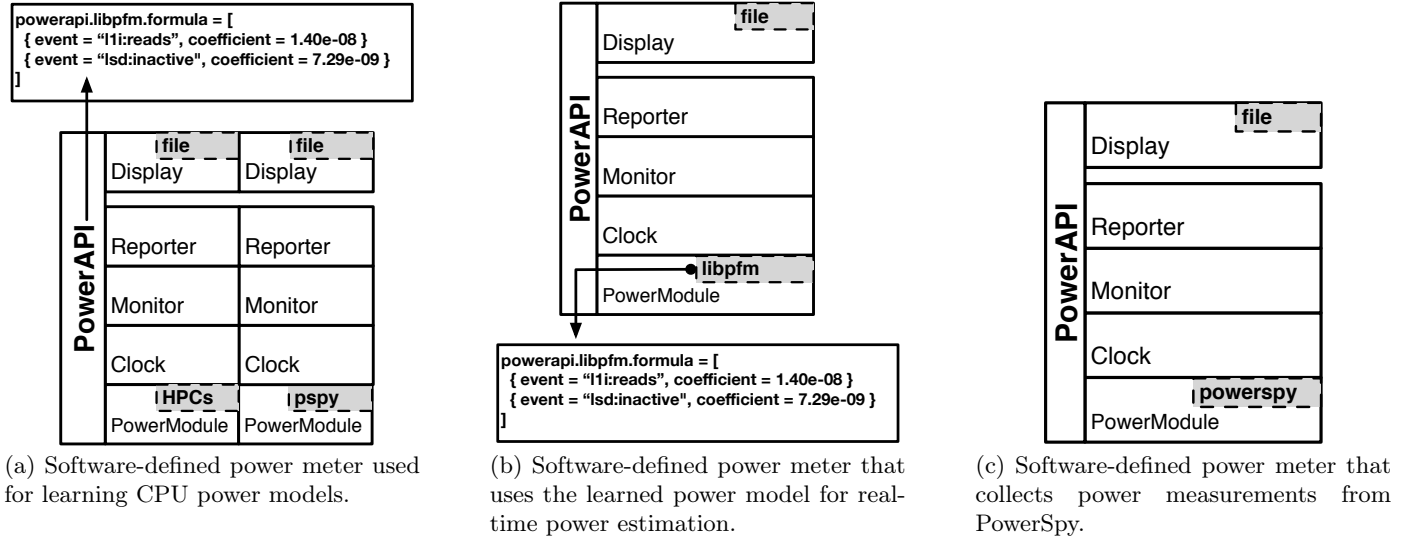 powerapi.libpfm.formula = [
{ event = “l1i:reads”, coefficient = 1.40e-08 }
{ event = “lsd:inactive", coefficient = 7.29e-09 }
]
PowerAPI
file file
Display Display
Reporter Reporter
Monitor Monitor
Clock Clock
HPCs pspy
PowerModule PowerModule
(a) Software-defined power meter used
for learning CPU power models.
PowerAPI
file
Display
Reporter
Monitor
Clock
libpfm
PowerModule
powerapi.libpfm.formula = [
{ event = “l1i:reads”, coefficient = 1.40e-08 }
{ event = “lsd:inactive", coefficient = 7.29e-09 }
]
(b) Software-defined power meter that
uses the learned power model for real-
time power estimation.
PowerAPI
file
Display
Reporter
Monitor
Clock
powerspy
PowerModule
(c) Software-defined power meter that
collects power measurements from
PowerSpy.